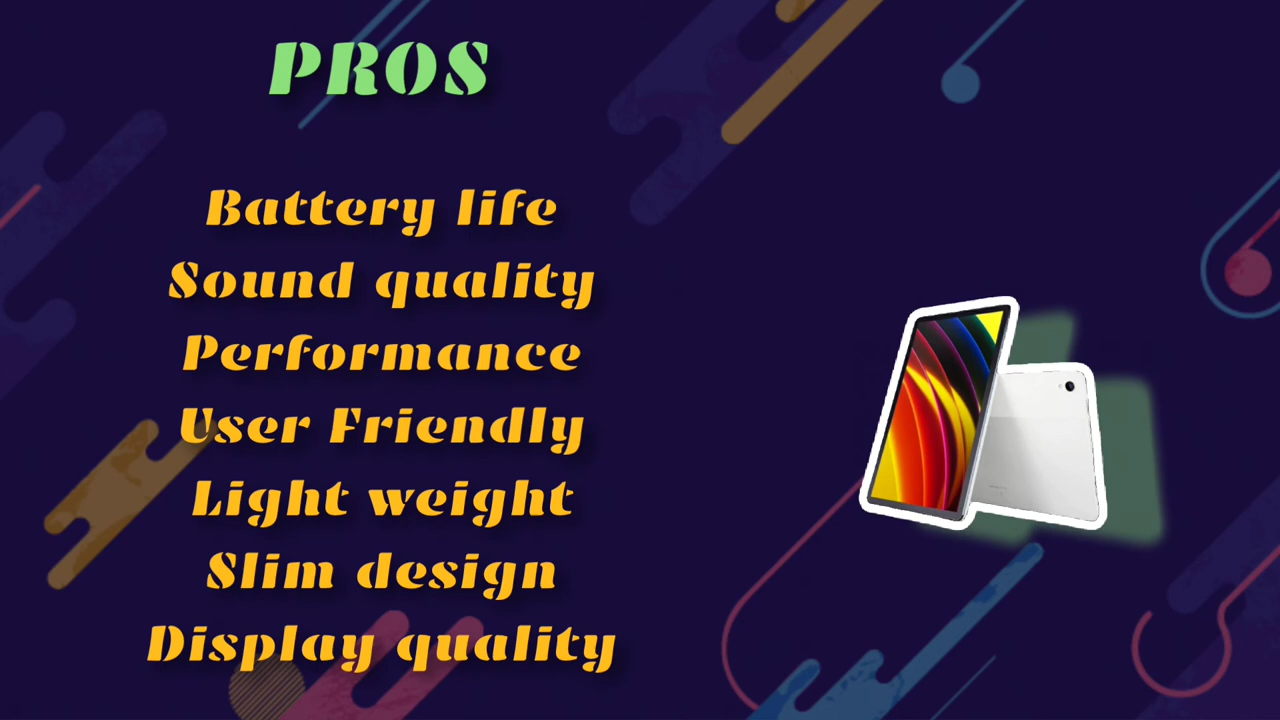 PROS
Battery life
Sound quality
Performance
User Friendly
Light weight
Slim design
Display quality